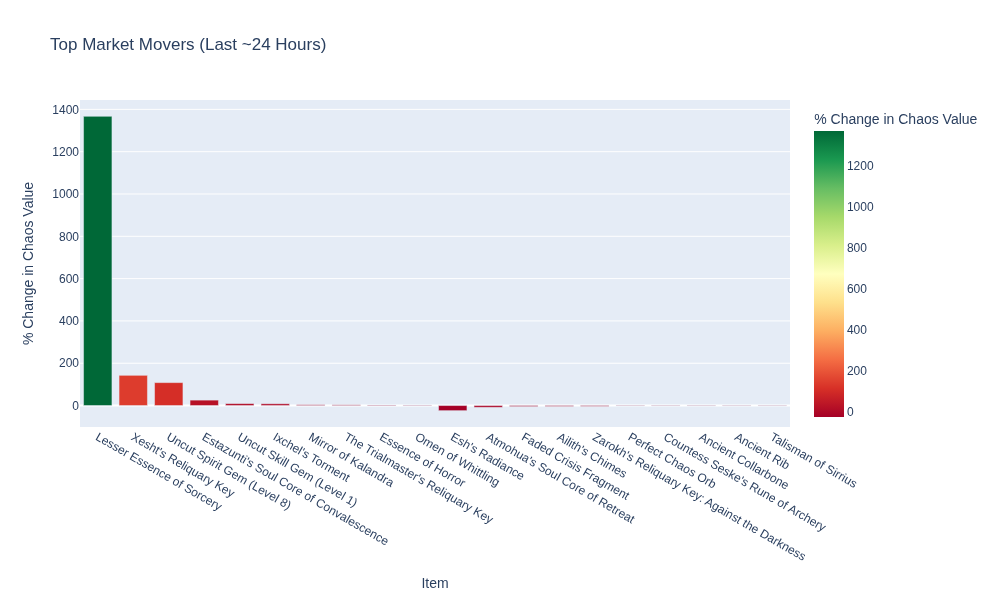 Top Market Movers (Last ~24 Hours)
% Change in Chaos Value
1400
1200
1000
800
600
400
200
0
Lesser Essence of Sorcery
Xesht's Reliquary Key
Uncut Spirit Gem (Level 8)
Estazunti's Soul Core of Convalescence
Uncut Skill Gem (Level 1)
Ixchel's Torment
Mirror of Kalandra
The Trialmaster's Reliquary Key
Essence of Horror
Omen of Whittling
Esh's Radiance
Atmohua's Soul Core of Retreat
Faded Crisis Fragment
Ailith's Chimes
Zarokh's Reliquary Key: Against the Darkness
Perfect Chaos Orb
Countess Seske's Rune of Archery
Ancient Collarbone
Ancient Rib
Talisman of Sirrius
Item
% Change in Chaos Value
1200
1000
800
600
400
200
0